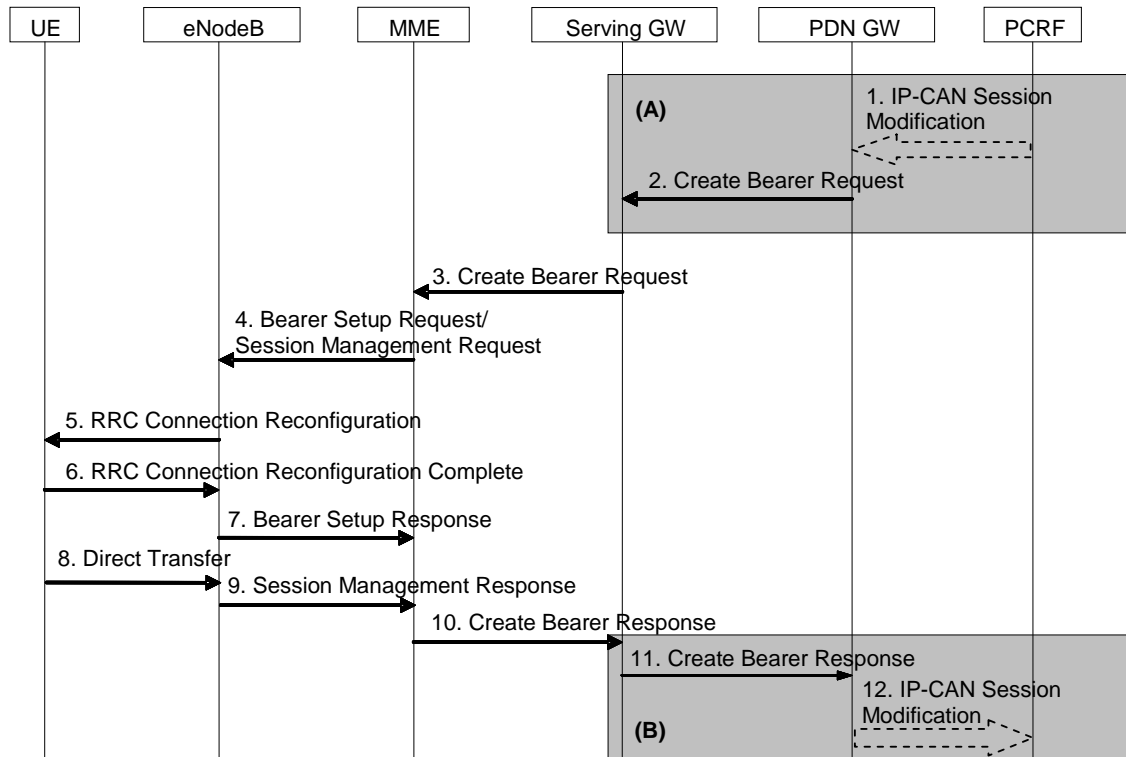 UE
eNodeB
MME
Serving GW
PDN GW
PCRF
(A)
1. IP-CAN Session
Modification
2. Create Bearer Request
3. Create Bearer Request
4. Bearer Setup Request/
Session Management Request
5. RRC Connection Reconfiguration
6. RRC Connection Reconfiguration Complete
7. Bearer Setup Response
8. Direct Transfer
9. Session Management Response
10. Create Bearer Response
11. Create Bearer Response
12. IP-CAN Session
Modification
(B)